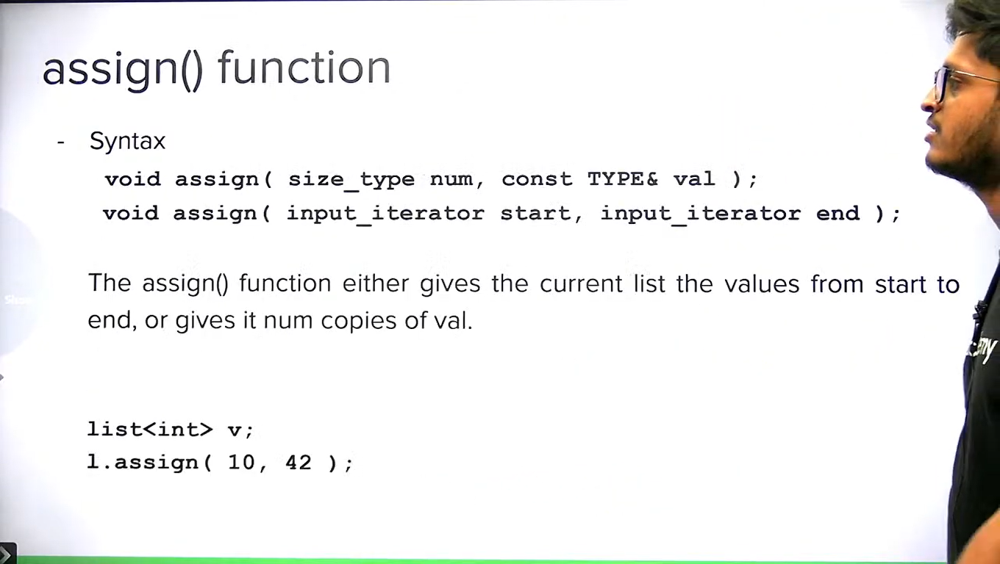 assign() function
- Syntax
void assign( size_type num, const TYPE& val );
void assign( input_iterator start, input_iterator end );
The assign() function either gives the current list the values from start to
end, or gives it num copies of val.
list<int> v;
l.assign( 10, 42 );